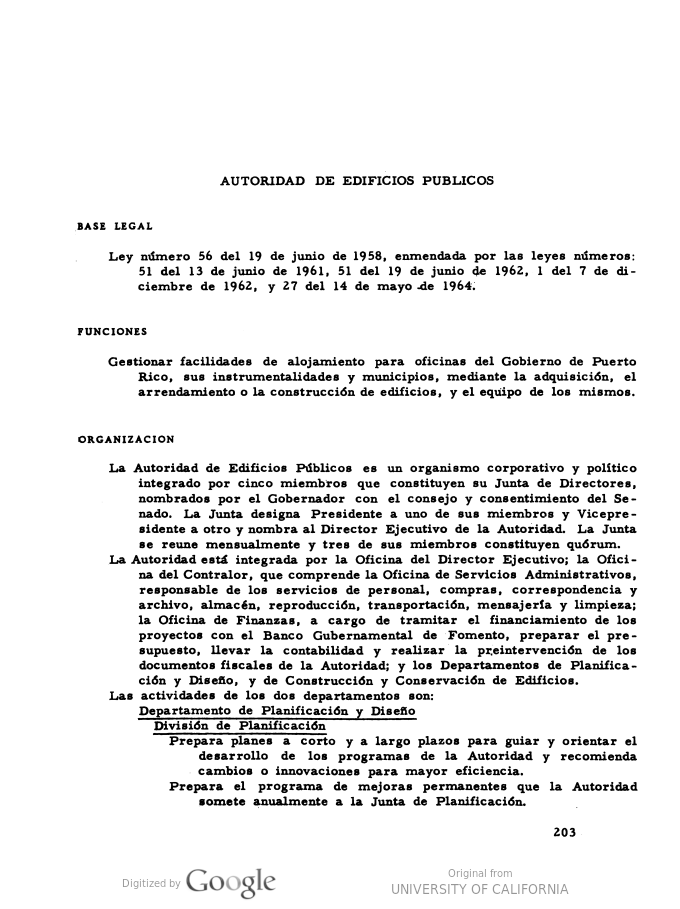 AUTORIDAD DE EDIFICIOS PUBLICOS
BASE LEGAL
Ley número 56 del 19 de junio de 1958, enmendada por las leyes números:
51 del 13 de junio de 1961, 51 del 19 de junio de 1962, 1 del 7 de di-
ciembre de 1962, y 27 del 14 de mayo de 1964.
FUNCIONES
Gestionar facilidades de alojamiento para oficinas del Gobierno de Puerto
Rico, sus instrumentalidades y municipios, mediante la adquisición, el
arrendamiento o la construcción de edificios, y el equipo de los mismos.
ORGANIZACION
La Autoridad de Edificios Públicos es un organismo corporativo y político
integrado por cinco miembros que constituyen su Junta de Directores,
nombrados por el Gobernador con el consejo y consentimiento del Se-
nado. La Junta designa Presidente a uno de sus miembros y Vicepre-
sidente a otro y nombra al Director Ejecutivo de la Autoridad. La Junta
se reune mensualmente y tres de sus miembros constituyen quórum.
La Autoridad está integrada por la Oficina del Director Ejecutivo; la Ofici-
na del Contralor, que comprende la Oficina de Servicios Administrativos,
responsable de los servicios de personal, compras, correspondencia y
archivo, almacén, reproducción, transportación, mensajería y limpieza;
la Oficina de Finanzas, a cargo de tramitar el financiamiento de los
proyectos con el Banco Gubernamental de Fomento, preparar el pre-
supuesto, llevar la contabilidad y realizar la preintervención de los
documentos fiscales de la Autoridad; y los Departamentos de Planifica-
ción y Diseño, y de Construcción y Conservación de Edificios.
Las actividades de los dos departamentos son:
Departamento de Planificación y Diseño
División de Planificación
Prepara planes a corto y a largo plazos para guiar y orientar el
desarrollo de los programas de la Autoridad y recomienda
cambios o innovaciones para mayor eficiencia.
Prepara el programa de mejoras permanentes que la Autoridad
somete anualmente a la Junta de Planificación.
203
Digitized by Google
Original from
UNIVERSITY OF CALIFORNIA